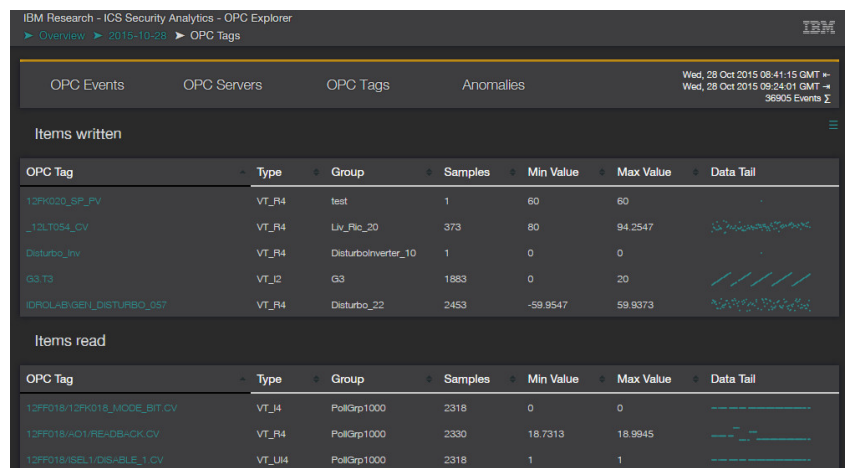 IBM Research - ICS Security Analytics - OPC Explorer
IBM
➤ Overview ➤ 2015-10-28 ➤ OPC Tags
OPC Events OPC Servers OPC Tags Anomalies
Wed, 28 Oct 2015 08:41:15 GMT ⇤
Wed, 28 Oct 2015 09:24:01 GMT ⇥
36905 Events ∑
Items written
OPC Tag Type Group Samples Min Value Max Value Data Tail
12FK020_SP_PV VT_R4 test 1 60 60
_12LT054_CV VT_R4 Liv_Ric_20 373 80 94.2547
Disturbo_Inv VT_R4 DisturboInverter_10 1 0 0
G3.T3 VT_I2 G3 1883 0 20
IDROLAB\GEN_DISTURBO_057 VT_R4 Disturbo_22 2453 -59.9547 59.9373
Items read
OPC Tag Type Group Samples Min Value Max Value Data Tail
12FF018/12FK018_MODE_BIT.CV VT_I4 PollGrp1000 2318 0 0
12FF018/AO1/READBACK.CV VT_R4 PollGrp1000 2330 18.7313 18.9945
12FF018/ISEL1/DISABLE_1.CV VT_UI4 PollGrp1000 2318 1 1